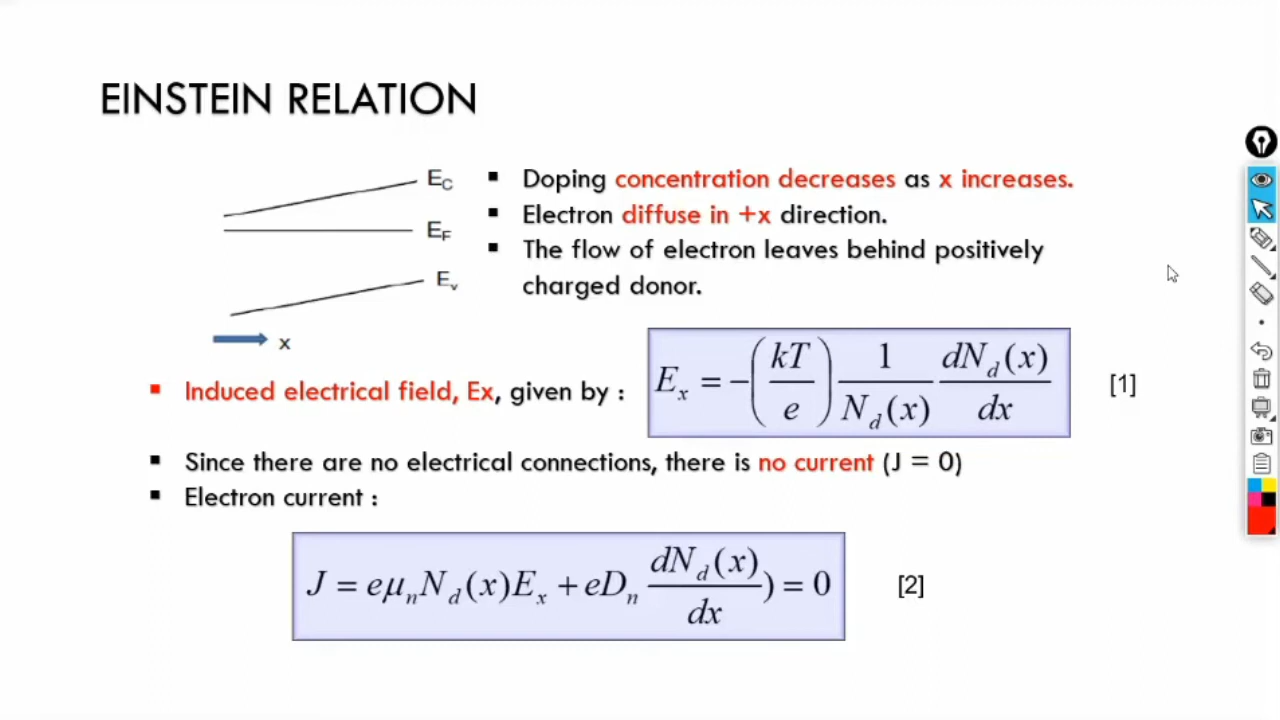 EINSTEIN RELATION
E_C
E_F
E_v
x
▪ Doping concentration decreases as x increases.
▪ Electron diffuse in +x direction.
▪ The flow of electron leaves behind positively
charged donor.
▪ Induced electrical field, Ex, given by :
E_x = -(kT/e) 1/N_d(x) dN_d(x)/dx [1]
▪ Since there are no electrical connections, there is no current (J = 0)
▪ Electron current :
J = eμ_nN_d(x)E_x + eD_n dN_d(x)/dx) = 0 [2]